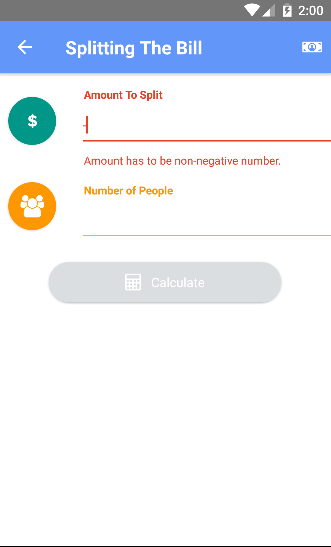 2:00
Splitting The Bill
Amount To Split
$
-
Amount has to be non-negative number.
Number of People
Calculate